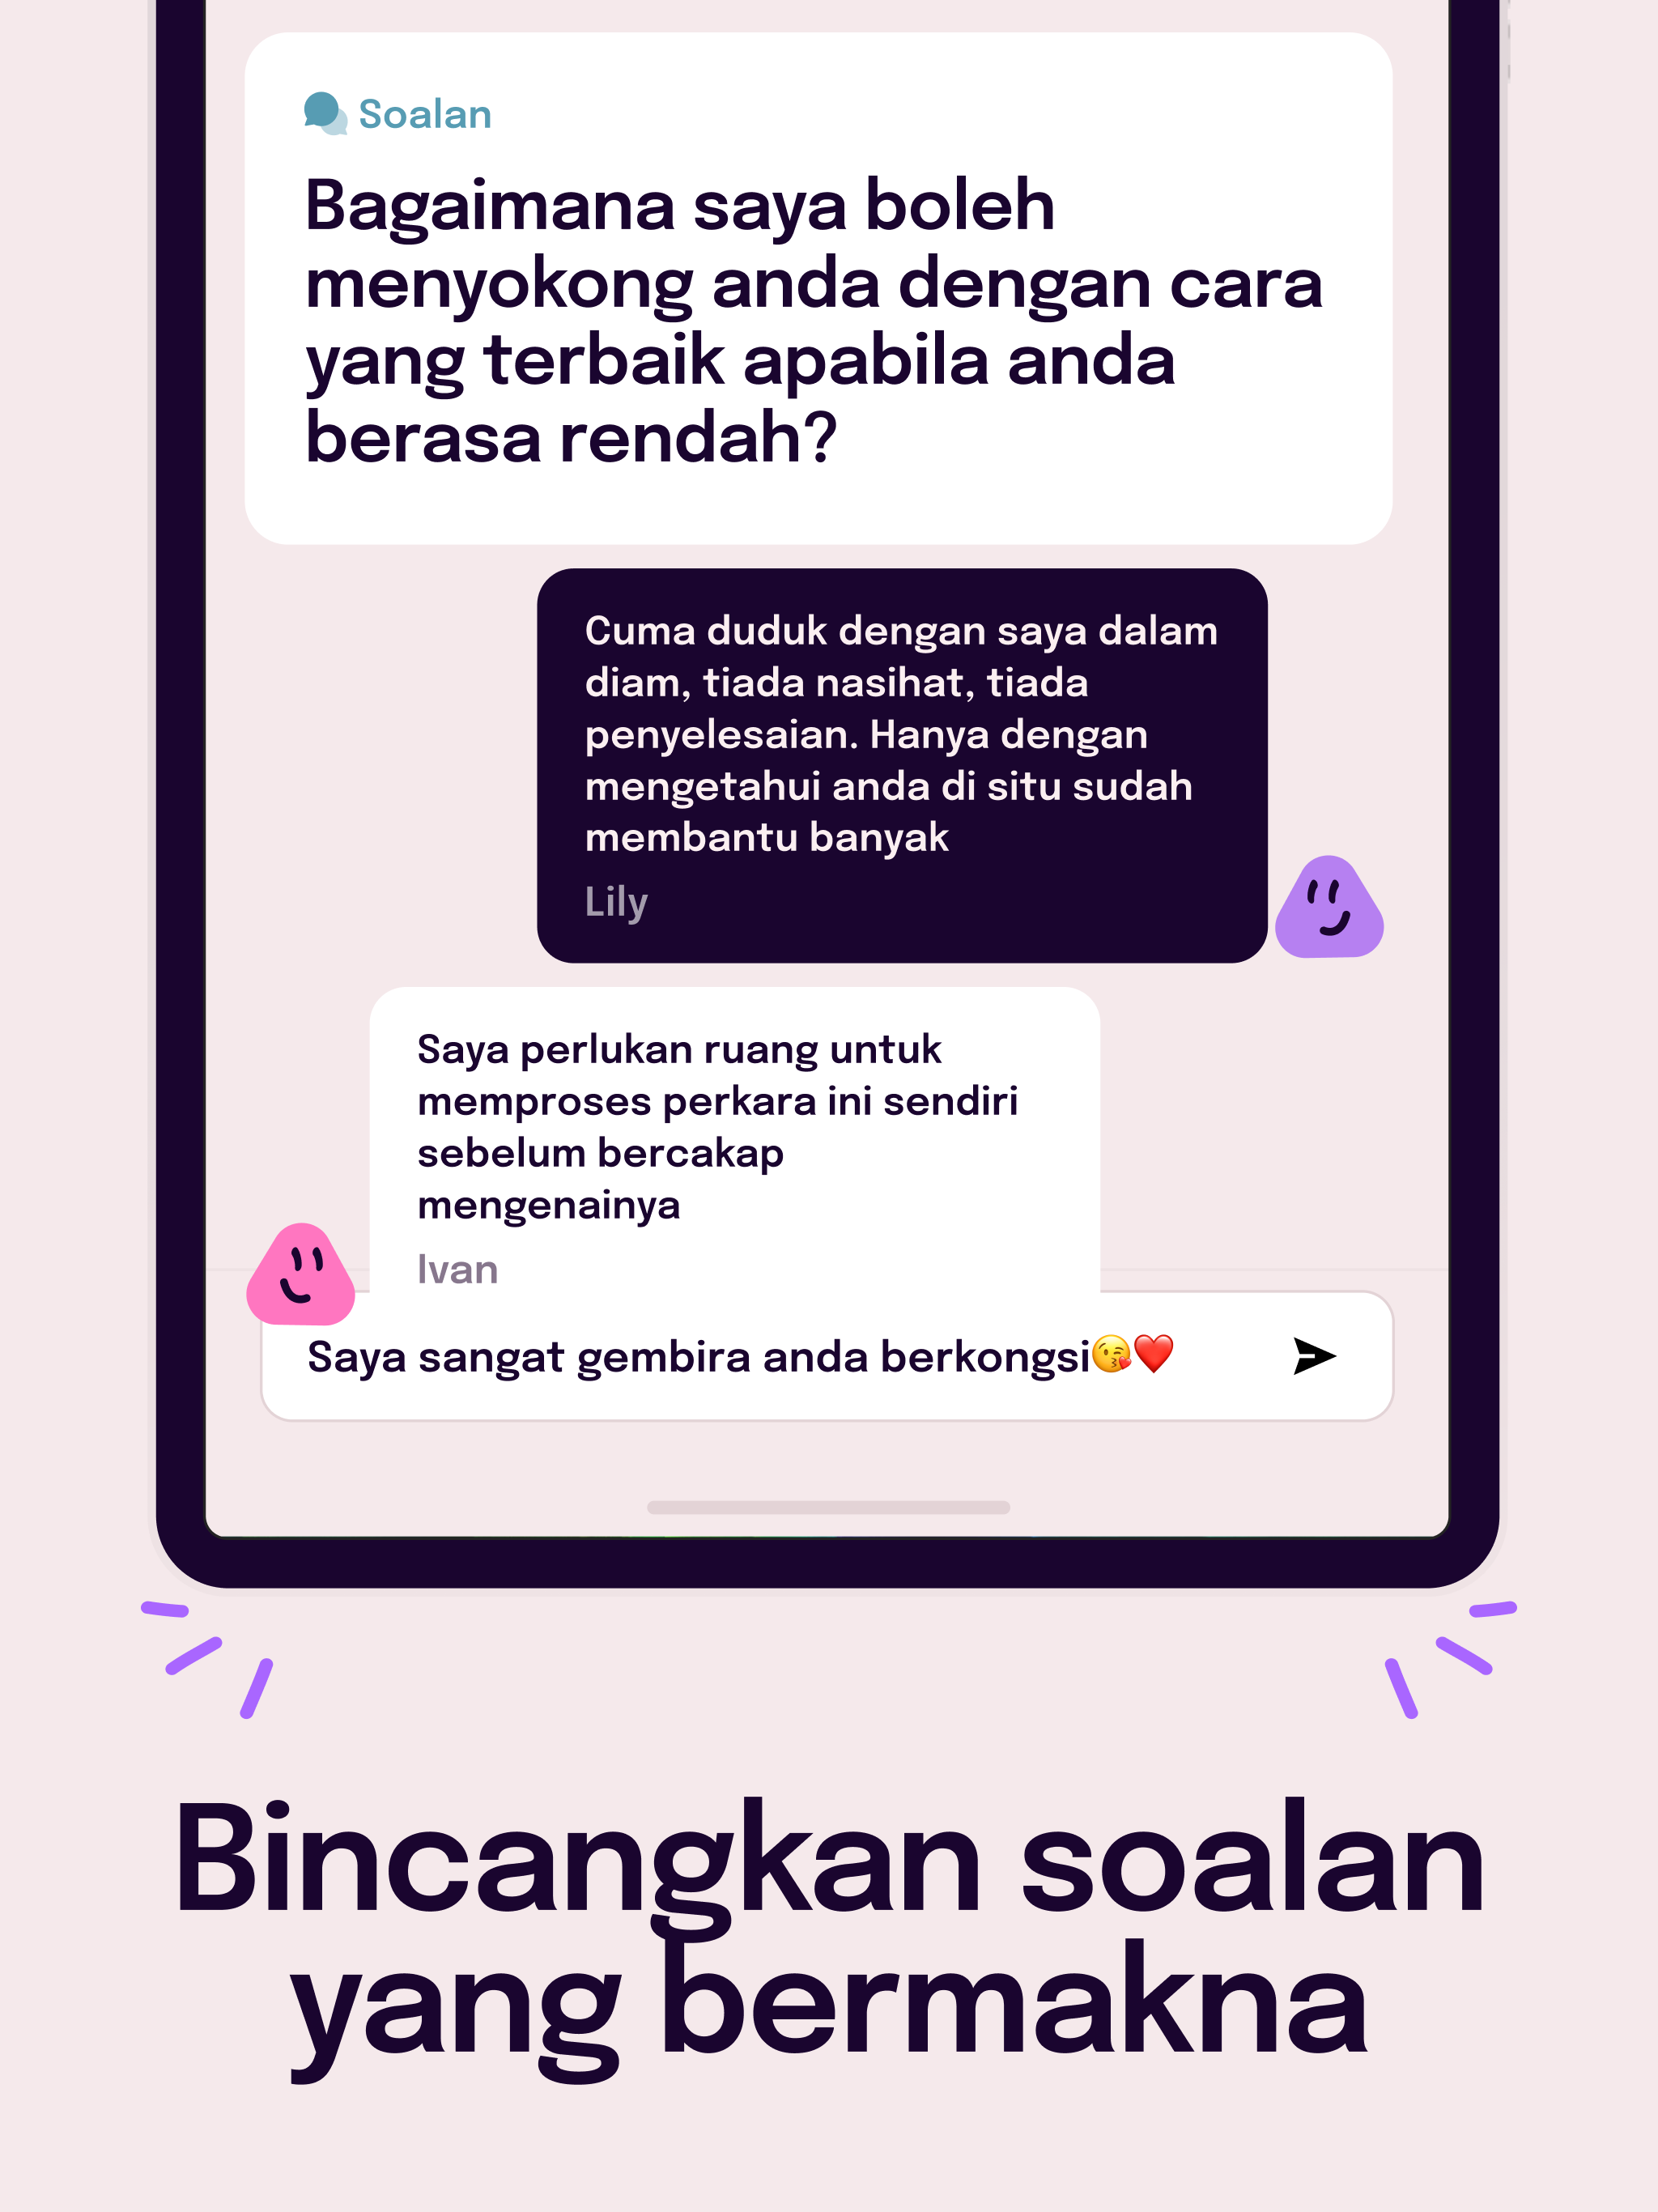 Soalan
Bagaimana saya boleh
menyokong anda dengan cara
yang terbaik apabila anda
berasa rendah?
Cuma duduk dengan saya dalam
diam, tiada nasihat, tiada
penyelesaian. Hanya dengan
mengetahui anda di situ sudah
membantu banyak
Lily
Saya perlukan ruang untuk
memproses perkara ini sendiri
sebelum bercakap
mengenainya
Ivan
Saya sangat gembira anda berkongsi😘❤️
Bincangkan soalan
yang bermakna